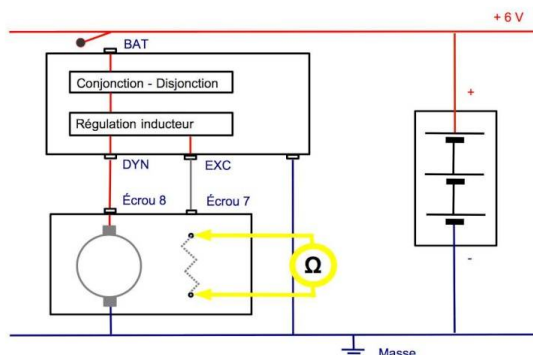 + 6 V
BAT
Conjonction - Disjonction
+
Régulation inducteur
DYN
EXC
Écrou 8
Écrou 7
Ω
-
Masse